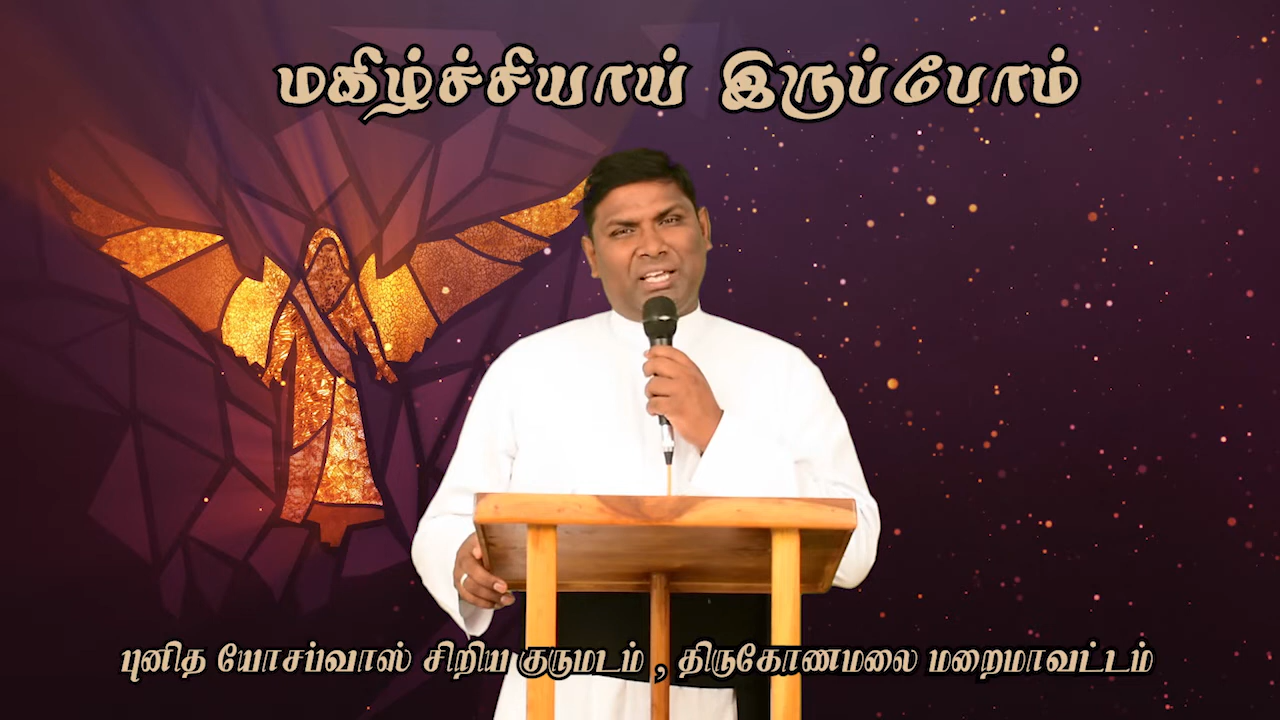 மகிழ்ச்சியாய் இருப்போம்
புனித யோசப்வாஸ் சிறிய குருமடம் , திருகோணமலை மறைமாவட்டம்